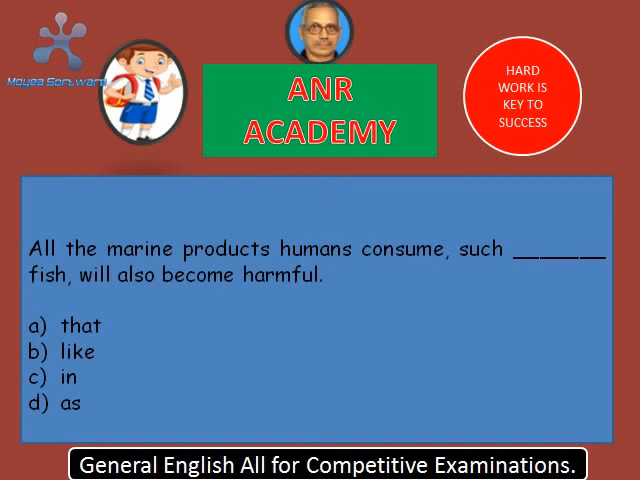 Moyea Software
ANR
ACADEMY
HARD
WORK IS
KEY TO
SUCCESS
All the marine products humans consume, such _______
fish, will also become harmful.
a) that
b) like
c) in
d) as
General English All for Competitive Examinations.